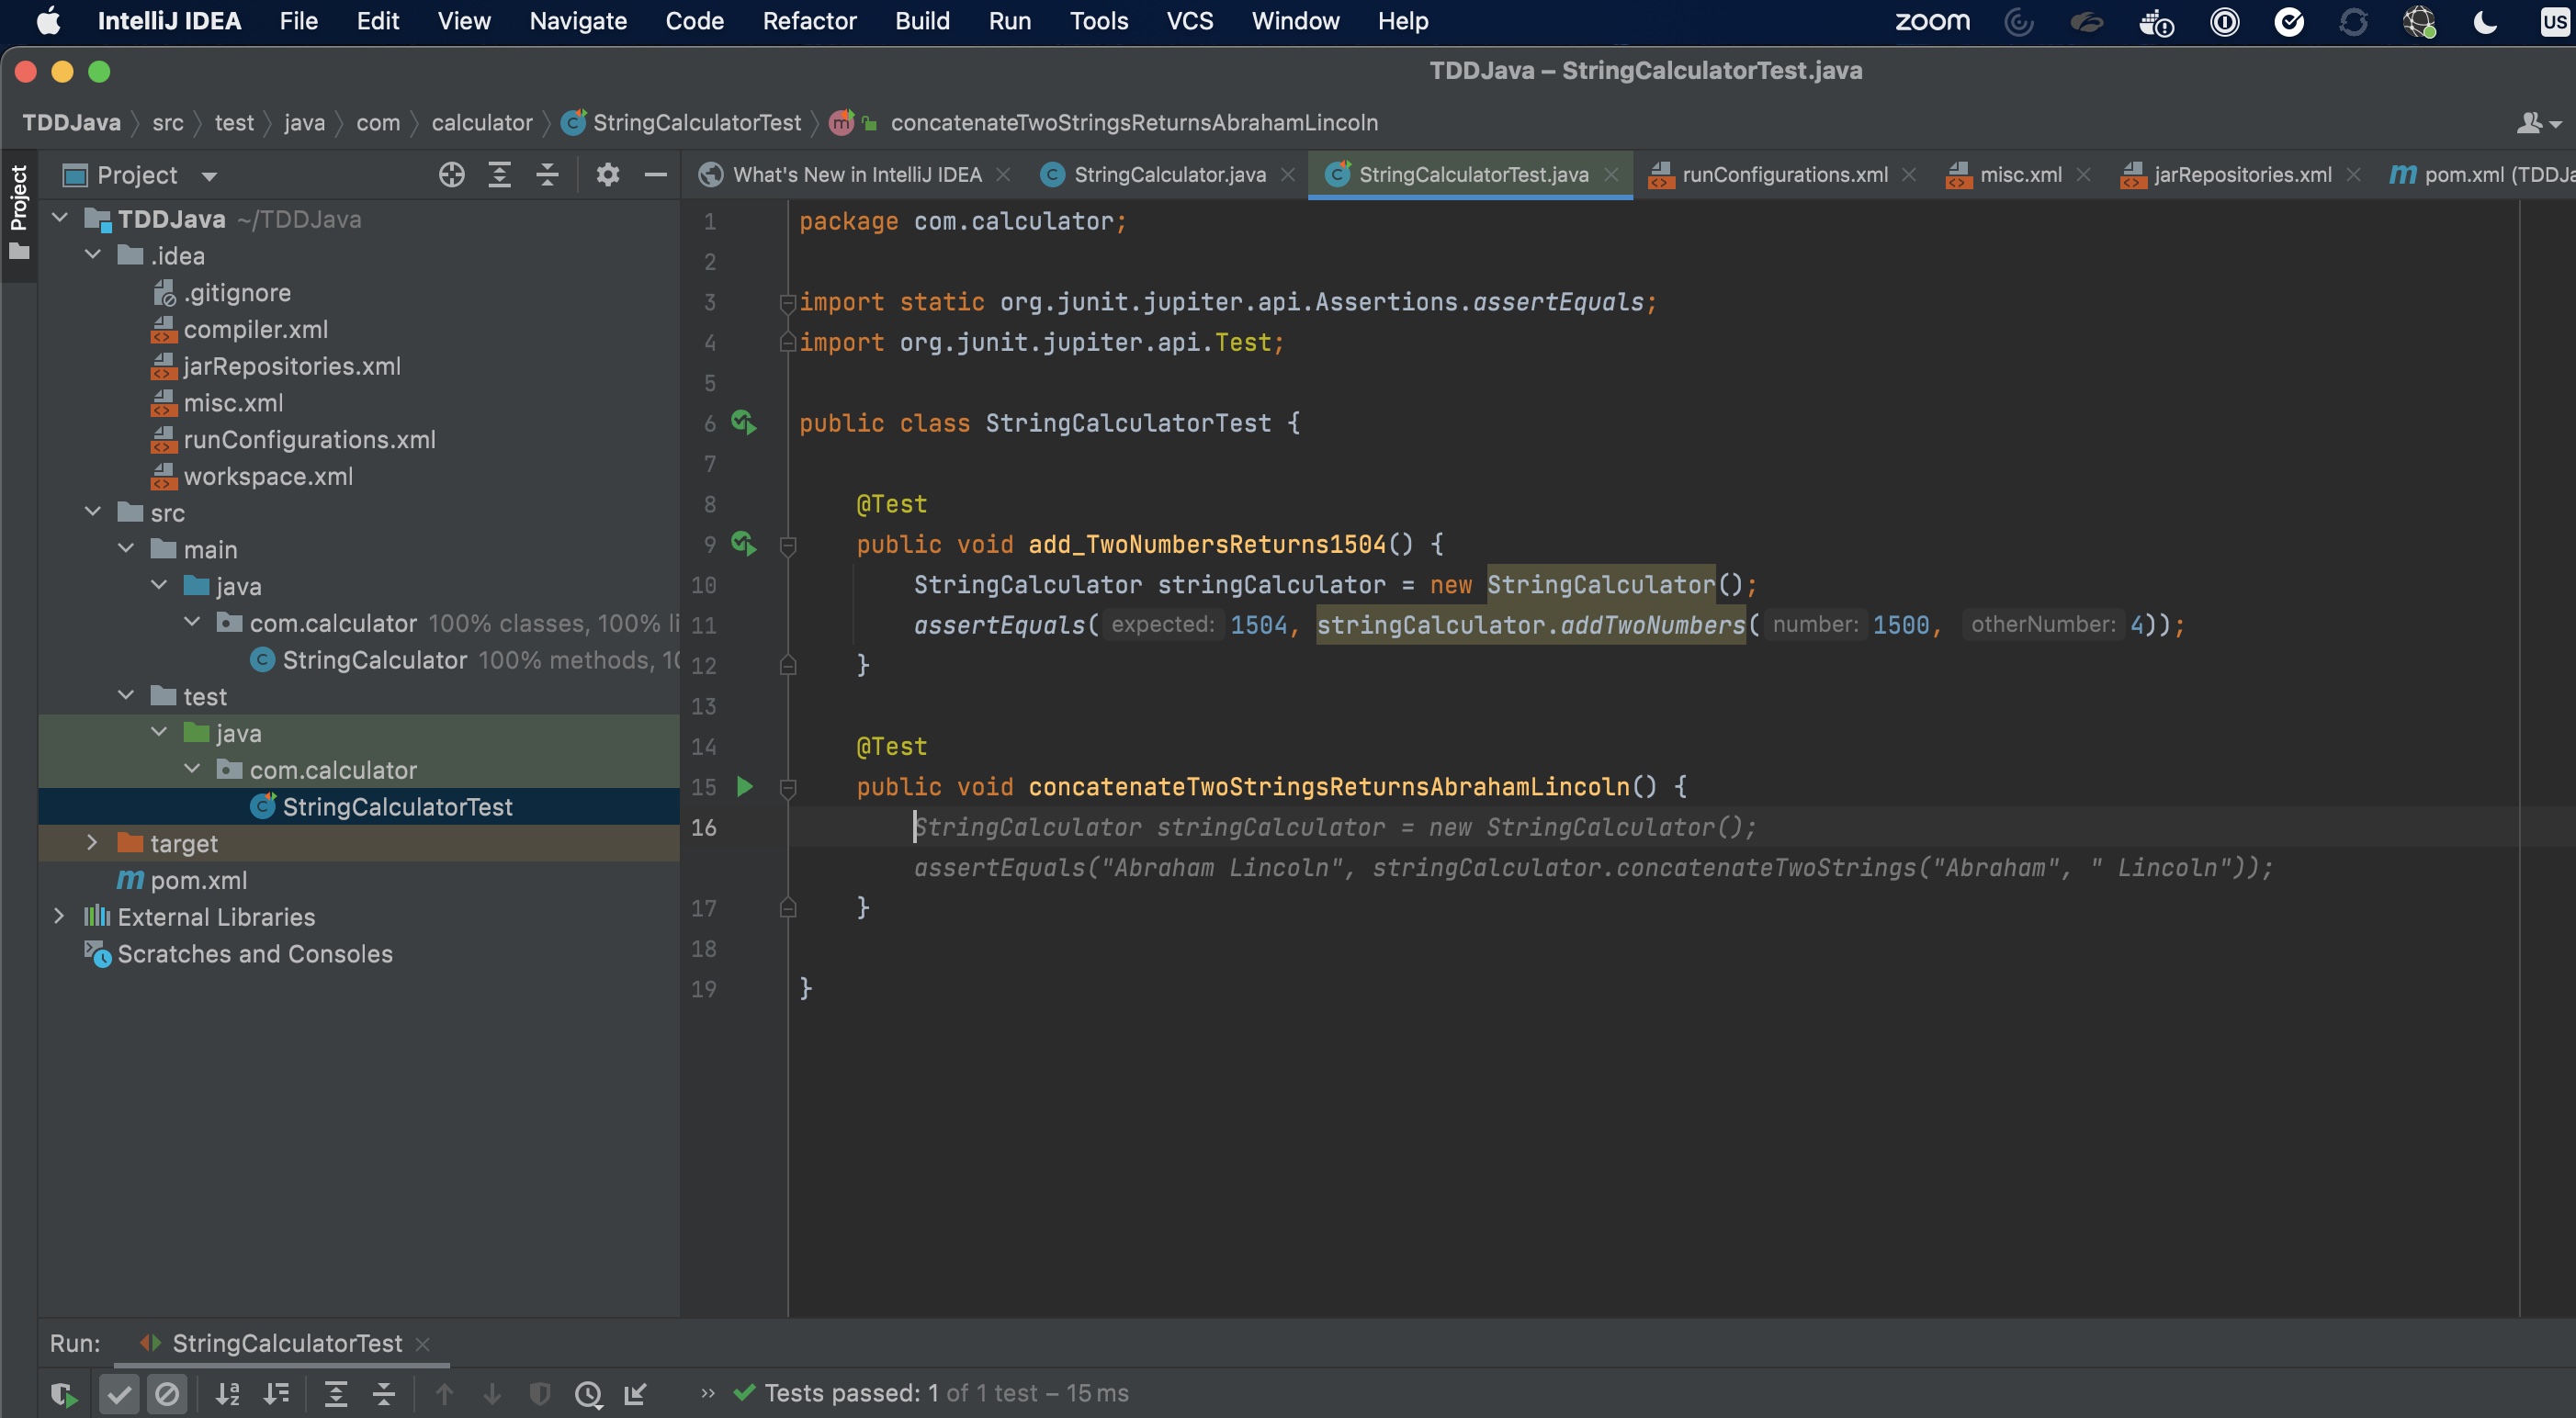 IntelliJ IDEA File Edit View Navigate Code Refactor Build Run Tools VCS Window Help zoom US
TDDJava – StringCalculatorTest.java
TDDJava src test java com calculator StringCalculatorTest concatenateTwoStringsReturnsAbrahamLincoln
Project
Project
What's New in IntelliJ IDEA StringCalculator.java StringCalculatorTest.java runConfigurations.xml misc.xml jarRepositories.xml pom.xml (TDDJa
TDDJava ~/TDDJava
.idea
.gitignore
compiler.xml
jarRepositories.xml
misc.xml
runConfigurations.xml
workspace.xml
src
main
java
com.calculator 100% classes, 100% li
StringCalculator 100% methods, 10
test
java
com.calculator
StringCalculatorTest
target
pom.xml
External Libraries
Scratches and Consoles
1 package com.calculator;
2
3 import static org.junit.jupiter.api.Assertions.assertEquals;
4 import org.junit.jupiter.api.Test;
5
6 public class StringCalculatorTest {
7
8 @Test
9 public void add_TwoNumbersReturns1504() {
10 StringCalculator stringCalculator = new StringCalculator();
11 assertEquals( expected: 1504, stringCalculator.addTwoNumbers( number: 1500, otherNumber: 4));
12 }
13
14 @Test
15 public void concatenateTwoStringsReturnsAbrahamLincoln() {
16 StringCalculator stringCalculator = new StringCalculator();
assertEquals("Abraham Lincoln", stringCalculator.concatenateTwoStrings("Abraham", " Lincoln"));
17 }
18
19 }
Run: StringCalculatorTest
Tests passed: 1 of 1 test – 15 ms